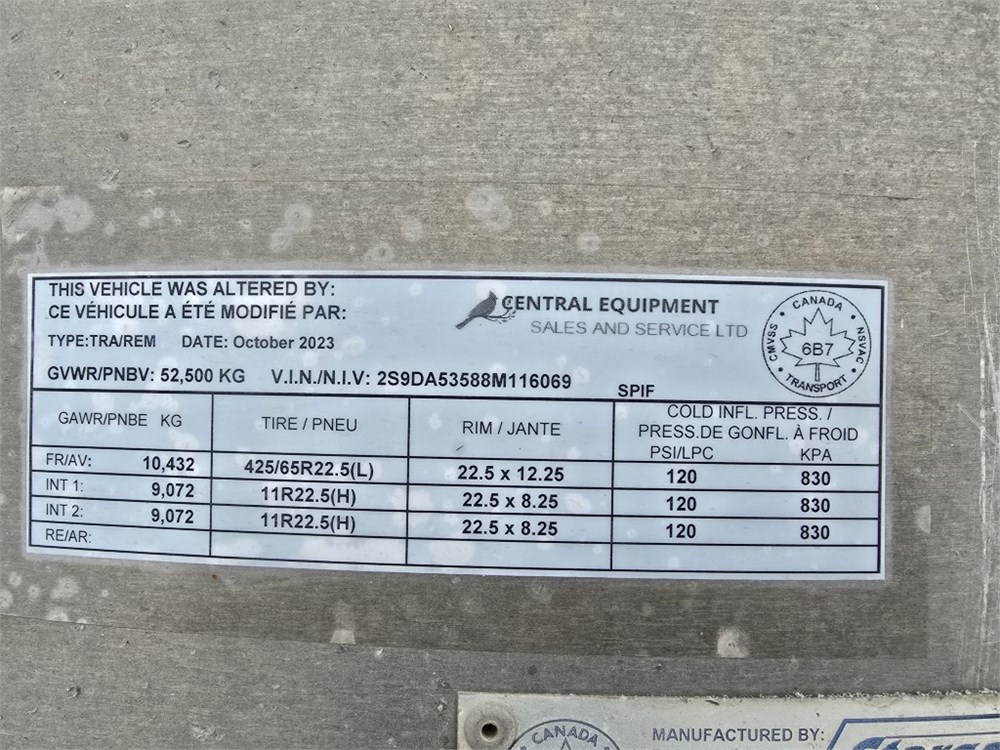 THIS VEHICLE WAS ALTERED BY:
CE VÉHICULE A ÉTÉ MODIFIÉ PAR:
CENTRAL EQUIPMENT
SALES AND SERVICE LTD
TYPE:TRA/REM DATE: October 2023
GVWR/PNBV: 52,500 KG V.I.N./N.I.V: 2S9DA53588M116069
SPIF
CANADA
CMVSS
6B7
NSVAC
TRANSPORT
GAWR/PNBE KG TIRE / PNEU RIM / JANTE COLD INFL. PRESS. /
PRESS.DE GONFL. À FROID
PSI/LPC KPA
FR/AV: 10,432 425/65R22.5(L) 22.5 x 12.25 120 830
INT 1: 9,072 11R22.5(H) 22.5 x 8.25 120 830
INT 2: 9,072 11R22.5(H) 22.5 x 8.25 120 830
RE/AR:
CANADA
MANUFACTURED BY: